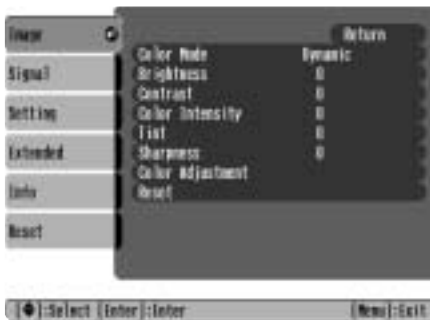 Image
Signal
Setting
Extended
Info
Reset
Return
Color Mode Dynamic
Brightness 0
Contrast 0
Color Intensity 0
Tint 0
Sharpness 0
Color Adjustment
Reset
[◆]:Select [Enter]:Enter [Menu]:Exit